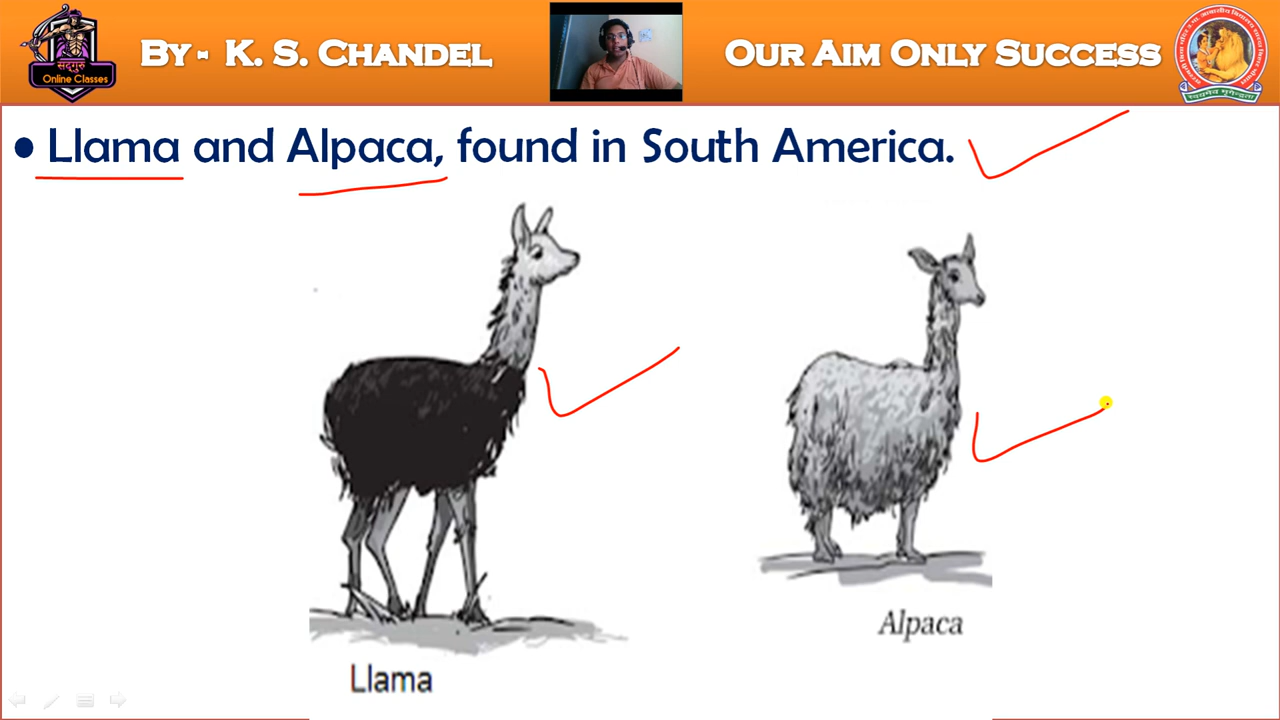 BY - K. S. CHANDEL
OUR AIM ONLY SUCCESS
सद्गुरु
Online Classes
• Llama and Alpaca, found in South America.
Alpaca
Llama